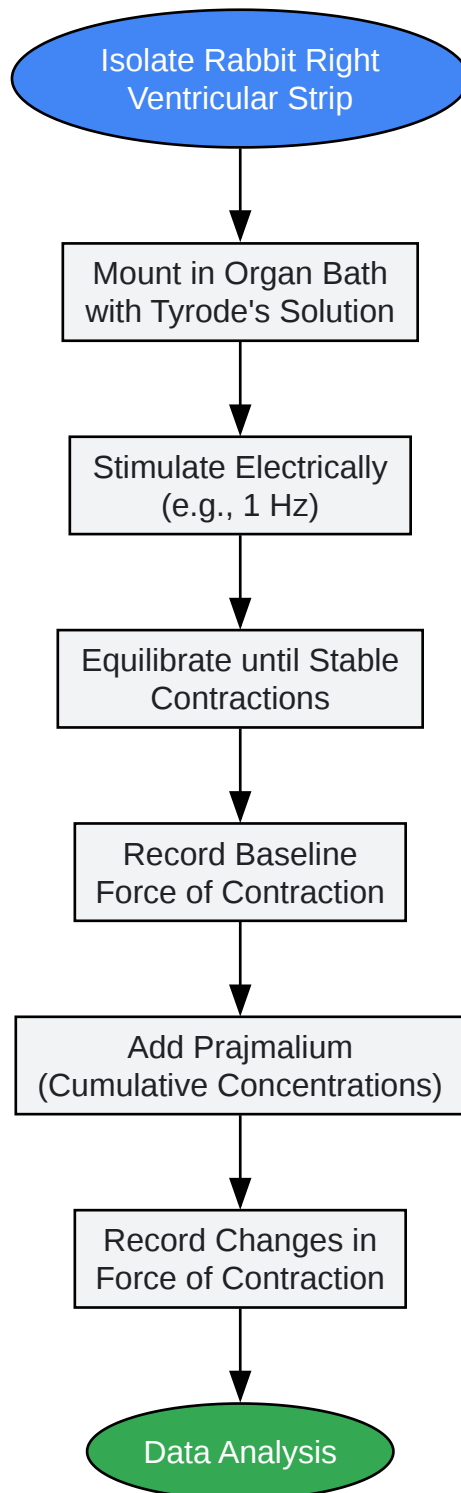 Isolate Rabbit Right
Ventricular Strip
Mount in Organ Bath
with Tyrode's Solution
Stimulate Electrically
(e.g., 1 Hz)
Equilibrate until Stable
Contractions
Record Baseline
Force of Contraction
Add Prajmalium
(Cumulative Concentrations)
Record Changes in
Force of Contraction
Data Analysis